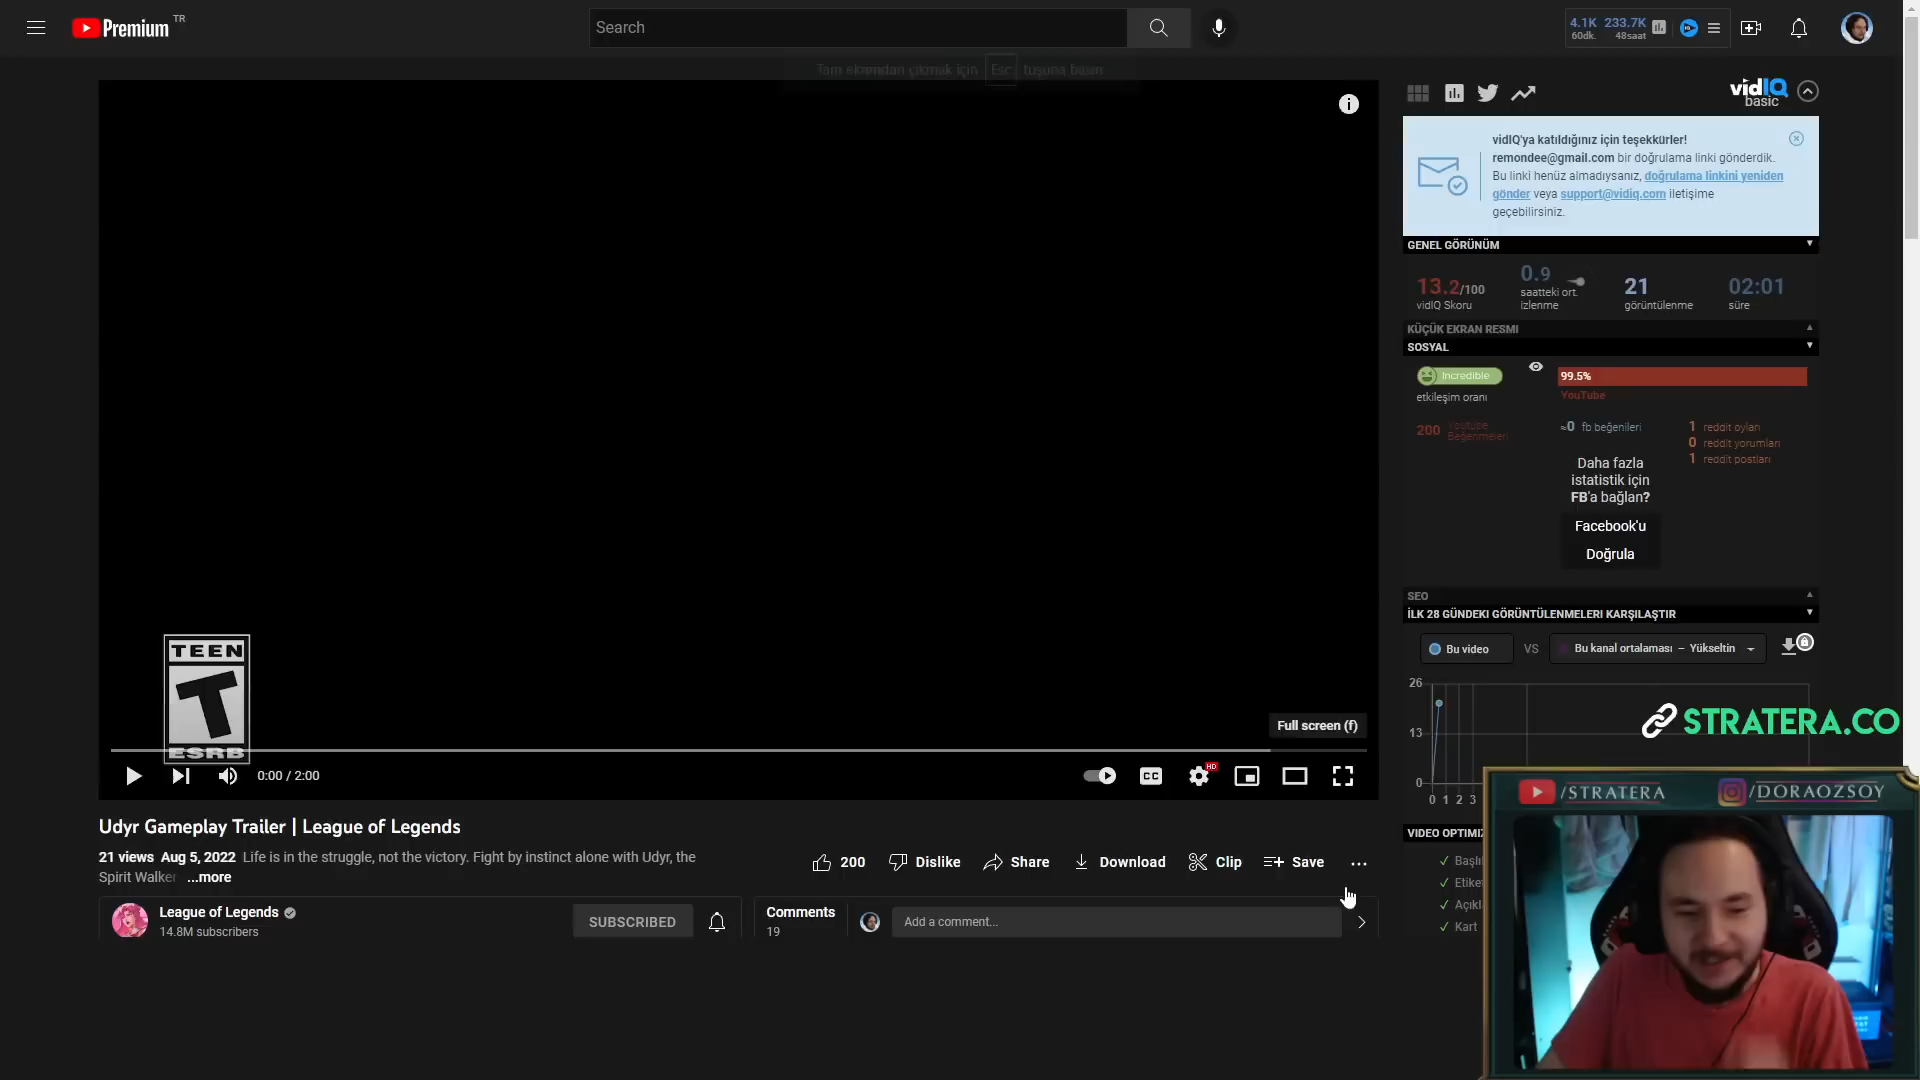 Premium TR
Search
4.1K 233.7K
60dk. 48saat
Tam ekrandan çıkmak için Esc tuşuna basın
vidIQ
basic
vidIQ'ya katıldığınız için teşekkürler!
remondee@gmail.com bir doğrulama linki gönderdik.
Bu linki henüz almadıysanız, doğrulama linkini yeniden
gönder veya support@vidiq.com iletişime
geçebilirsiniz.
GENEL GÖRÜNÜM
13.2/100
vidIQ Skoru
0.9
saatteki ort.
izlenme
21
görüntülenme
02:01
süre
KÜÇÜK EKRAN RESMI
SOSYAL
Incredible
etkileşim oranı
99.5%
YouTube
200 Youtube
Beğenmeleri
≈0 fb beğenileri
1 reddit oyları
0 reddit yorumları
1 reddit postları
Daha fazla
istatistik için
FB'a bağlan?
Facebook'u
Doğrula
SEO
İLK 28 GÜNDEKI GÖRÜNTÜLENMELERI KARŞILAŞTIR
Bu video VS Bu kanal ortalaması – Yükseltin
26
13
0
0 1 2 3
STRATERA.CO
TEEN
T
ESRB
Full screen (f)
0:00 / 2:00
CC
HD
Udyr Gameplay Trailer | League of Legends
21 views Aug 5, 2022 Life is in the struggle, not the victory. Fight by instinct alone with Udyr, the
Spirit Walker ...more
200 Dislike Share Download Clip Save
League of Legends
14.8M subscribers
SUBSCRIBED
Comments
19
Add a comment...
VIDEO OPTIMIZ
Başlı
Etike
Açıkl
Kart
/STRATERA
/DORAOZSOY